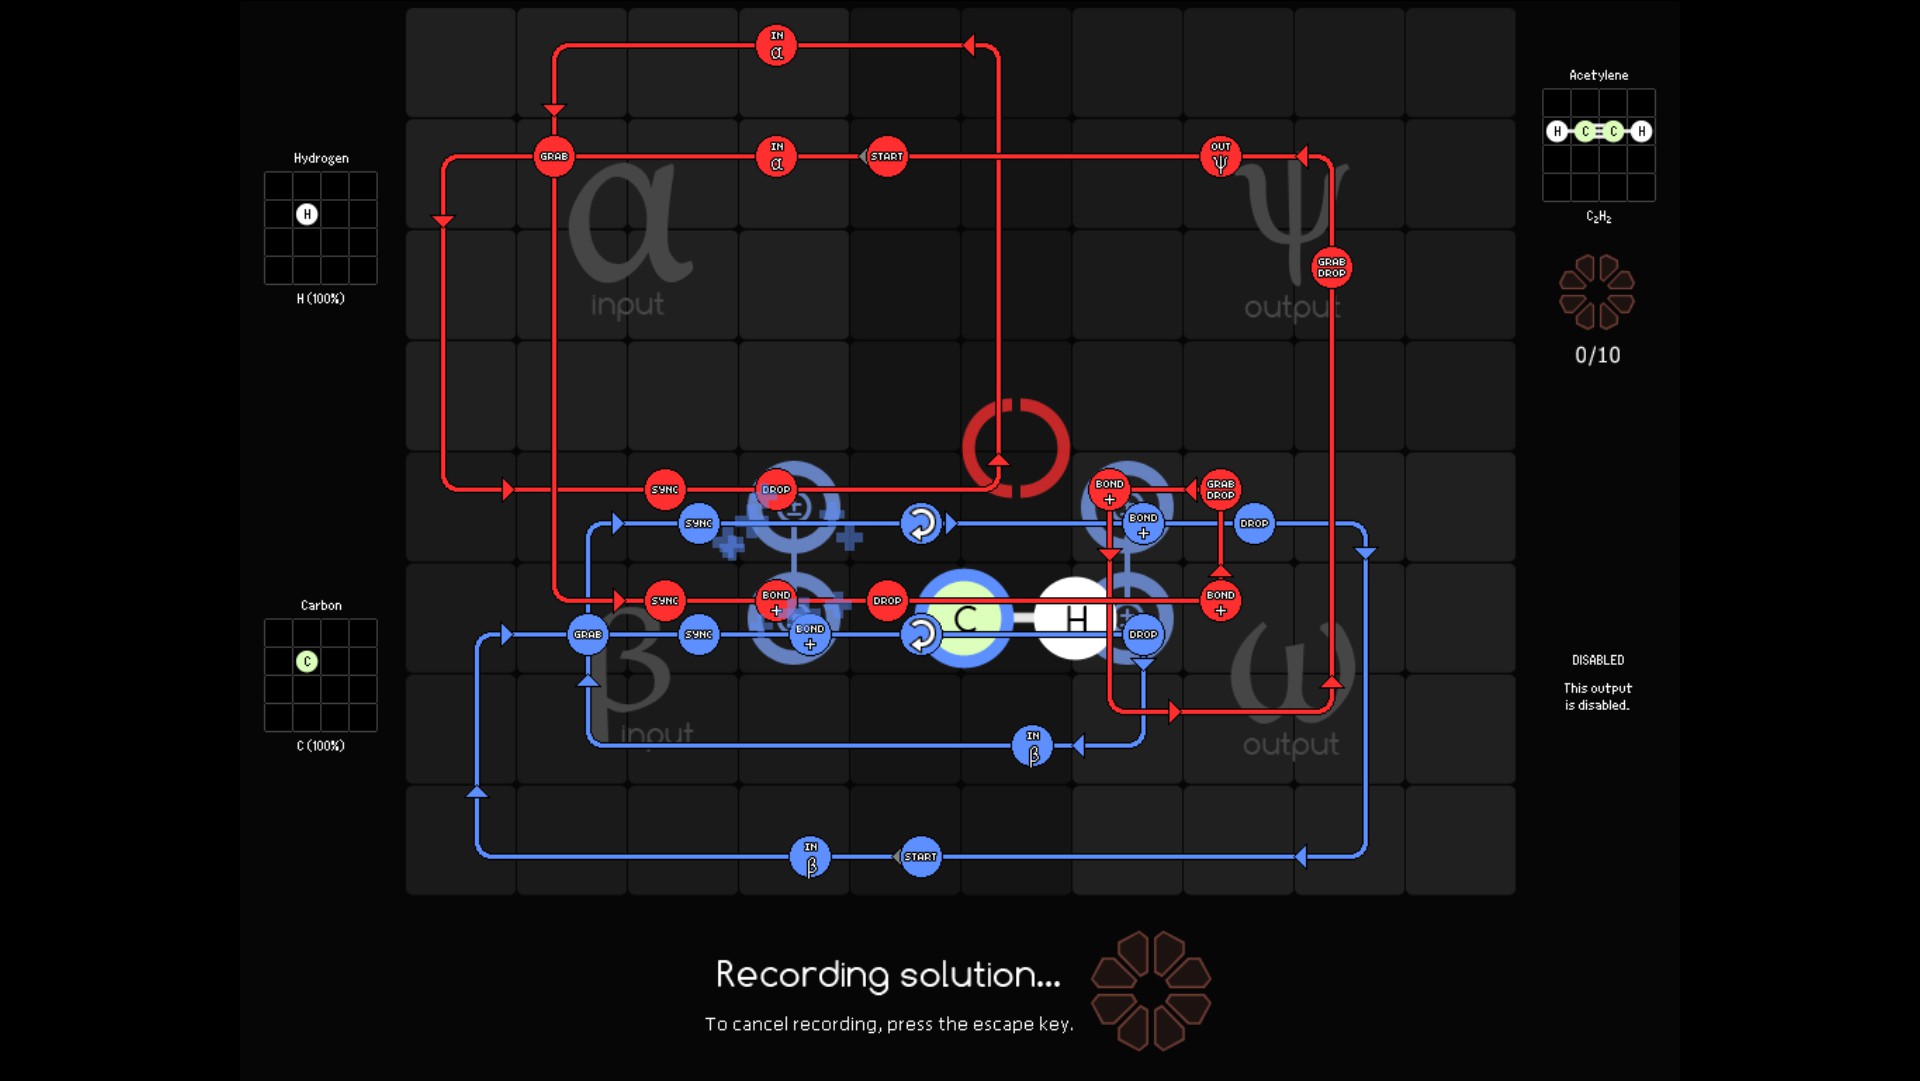 IN
α
Acetylene
H C C H
C₂H₂
Hydrogen
H
H (100%)
GRAB
IN
α
START
OUT
ψ
α
input
ψ
output
GRAB
DROP
0/10
SYNC
DROP
BOND
+
GRAB
DROP
SYNC
±
BOND
+
DROP
SYNC
BOND
+
DROP
C
H
BOND
+
Carbon
C
C (100%)
GRAB
SYNC
BOND
+
DROP
β
input
ω
output
DISABLED
This output
is disabled.
IN
β
IN
β
START
Recording solution...
To cancel recording, press the escape key.